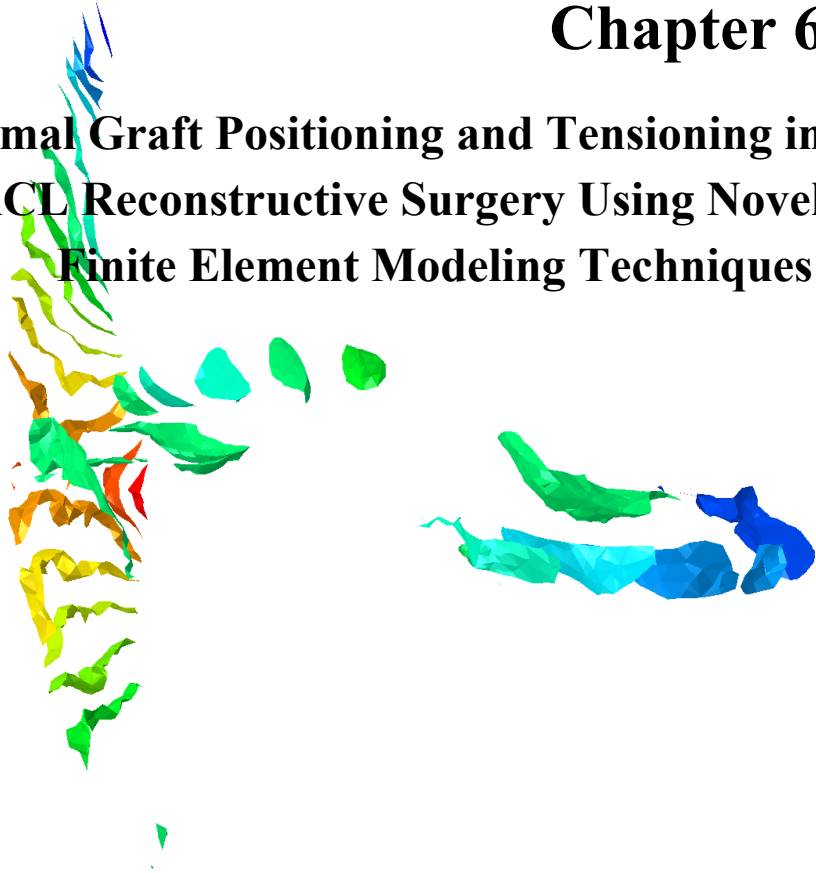 Chapter 6
mal Graft Positioning and Tensioning in
CL Reconstructive Surgery Using Novel
Finite Element Modeling Techniques